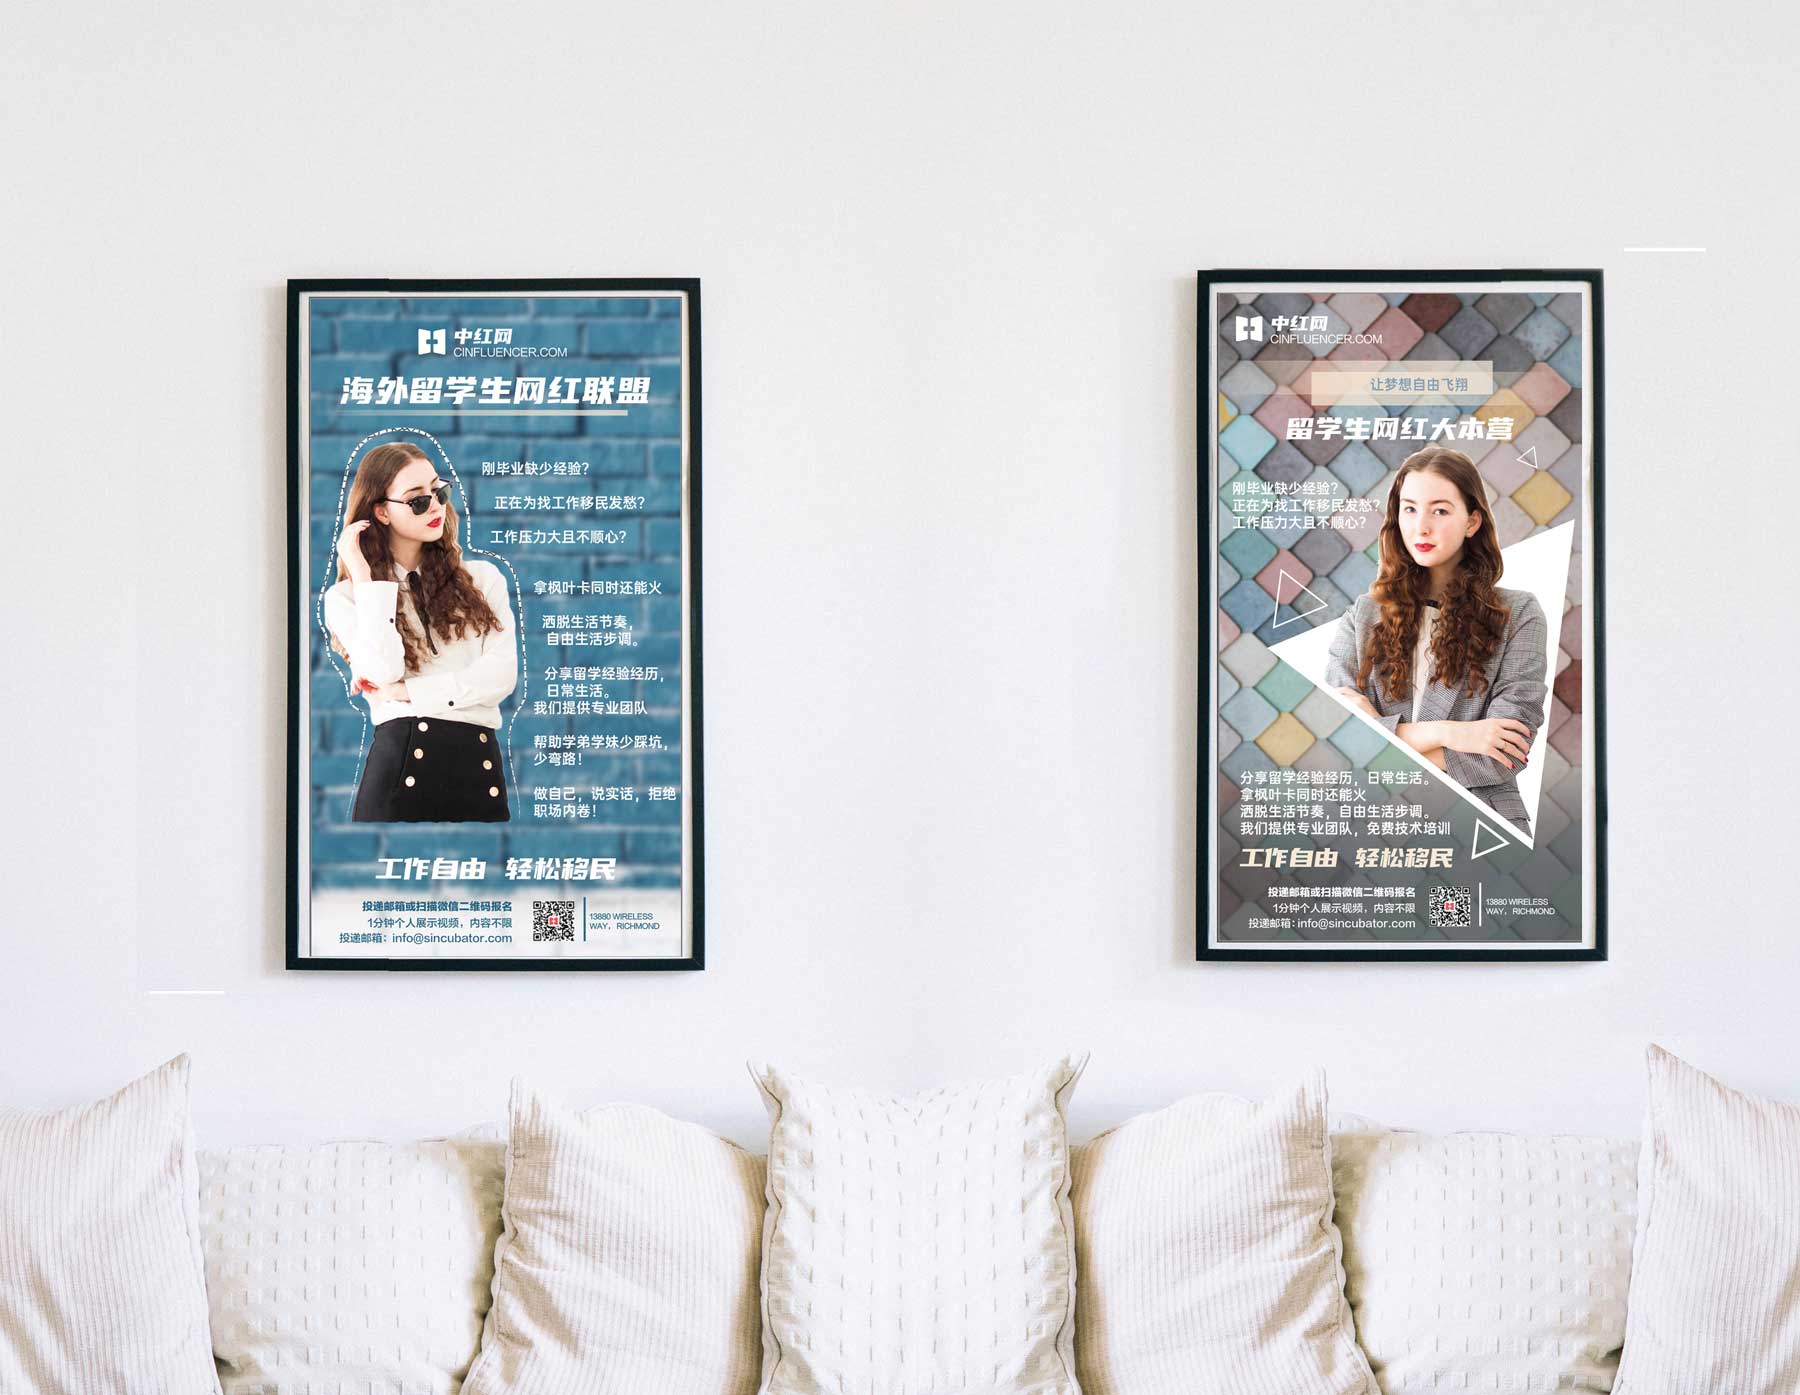 中红网
CINFLUENCER.COM
海外留学生网红联盟
刚毕业缺少经验？
正在为找工作移民发愁？
工作压力大且不顺心？
拿枫叶卡同时还能火
洒脱生活节奏，
自由生活步调。
分享留学经验经历，
日常生活。
我们提供专业团队
帮助学弟学妹少踩坑，
少弯路！
做自己，说实话，拒绝
职场内卷！
工作自由 轻松移民
投递邮箱或扫描微信二维码报名
1分钟个人展示视频，内容不限
投递邮箱：info@sincubator.com
13880 WIRELESS
WAY，RICHMOND
中红网
CINFLUENCER.COM
让梦想自由飞翔
留学生网红大本营
刚毕业缺少经验？
正在为找工作移民发愁？
工作压力大且不顺心？
分享留学经验经历，日常生活。
拿枫叶卡同时还能火
洒脱生活节奏，自由生活步调。
我们提供专业团队，免费技术培训
工作自由 轻松移民
投递邮箱或扫描微信二维码报名
1分钟个人展示视频，内容不限
投递邮箱：info@sincubator.com
13880 WIRELESS
WAY，RICHMOND